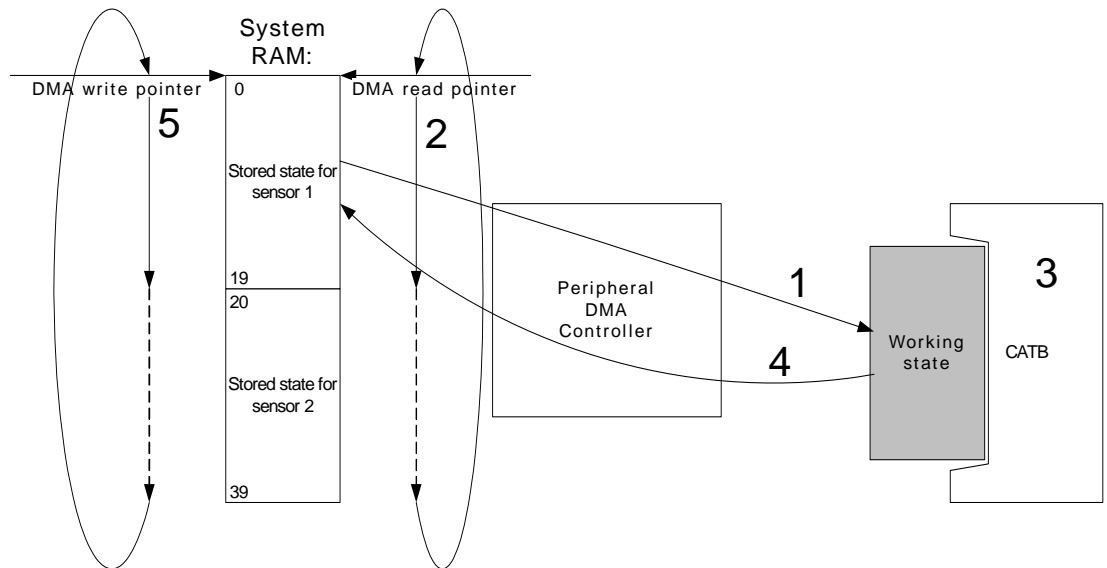 System
RAM:
DMA write pointer
DMA read pointer
0
5
2
Stored state for
sensor 1
19
20
Stored state for
sensor 2
39
Peripheral
DMA
Controller
1
4
Working
state
3
CATB